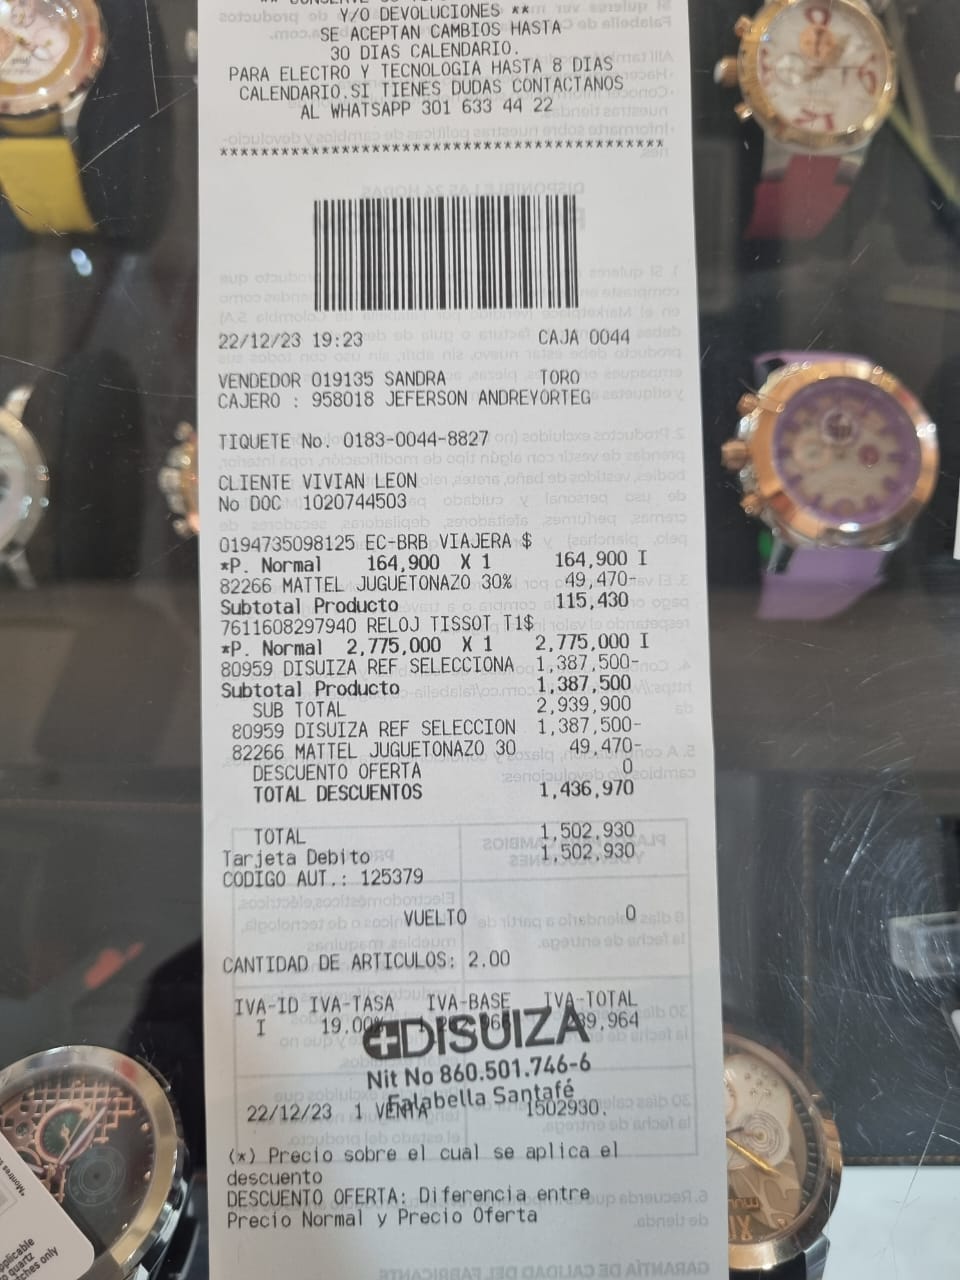 Y/O DEVOLUCIONES **
SE ACEPTAN CAMBIOS HASTA
30 DIAS CALENDARIO.
PARA ELECTRO Y TECNOLOGIA HASTA 8 DIAS
CALENDARIO.SI TIENES DUDAS CONTACTANOS
AL WHATSAPP 301 633 44 22
********************************************
22/12/23 19:23 CAJA 0044
VENDEDOR 019135 SANDRA TORO
CAJERO : 958018 JEFERSON ANDREYORTEG
TIQUETE No. 0183-0044-8827
CLIENTE VIVIAN LEON
No DOC 1020744503
0194735098125 EC-BRB VIAJERA $
*P. Normal 164,900 X 1 164,900 I
82266 MATTEL JUGUETONAZO 30% 49,470-
Subtotal Producto 115,430
7611608297940 RELOJ TISSOT T1$
*P. Normal 2,775,000 X 1 2,775,000 I
80959 DISUIZA REF SELECCIONA 1,387,500-
Subtotal Producto 1,387,500
SUB TOTAL 2,939,900
80959 DISUIZA REF SELECCION 1,387,500-
82266 MATTEL JUGUETONAZO 30 49,470-
DESCUENTO OFERTA 0
TOTAL DESCUENTOS 1,436,970
TOTAL 1,502,930
Tarjeta Debito 1,502,930
CODIGO AUT.: 125379
VUELTO 0
CANTIDAD DE ARTICULOS: 2.00
IVA-ID IVA-TASA IVA-BASE IVA-TOTAL
I 19.00%
DISUIZA
Nit No 860.501.746-6
Falabella Santafé
22/12/23 1 VENTA 1502930.
(*) Precio sobre el cual se aplica el
descuento
DESCUENTO OFERTA: Diferencia entre
Precio Normal y Precio Oferta